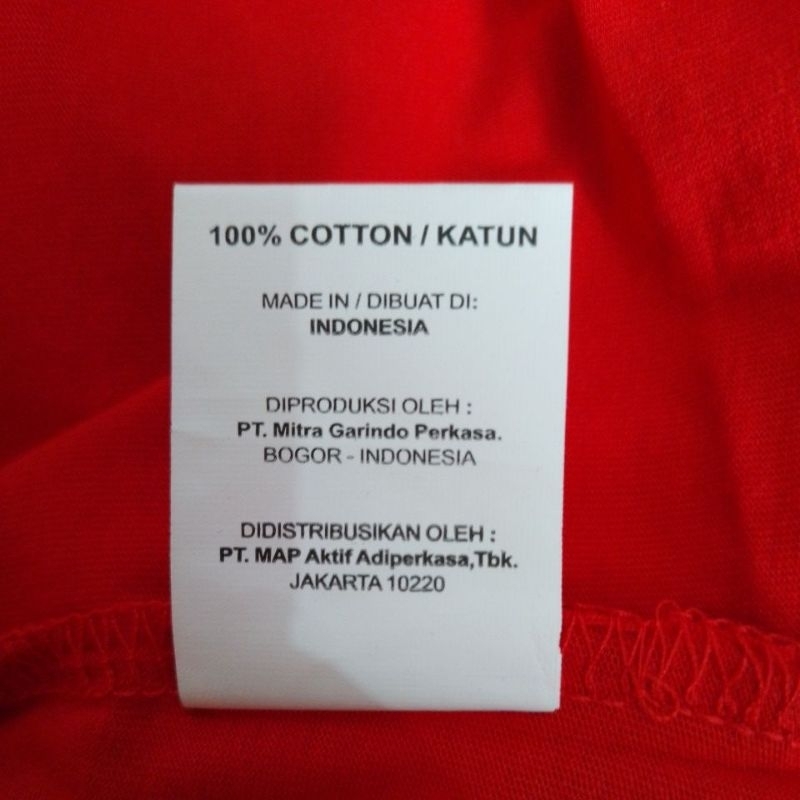 100% COTTON / KATUN
MADE IN / DIBUAT DI:
INDONESIA
DIPRODUKSI OLEH :
PT. Mitra Garindo Perkasa.
BOGOR - INDONESIA
DIDISTRIBUSIKAN OLEH :
PT. MAP Aktif Adiperkasa,Tbk.
JAKARTA 10220